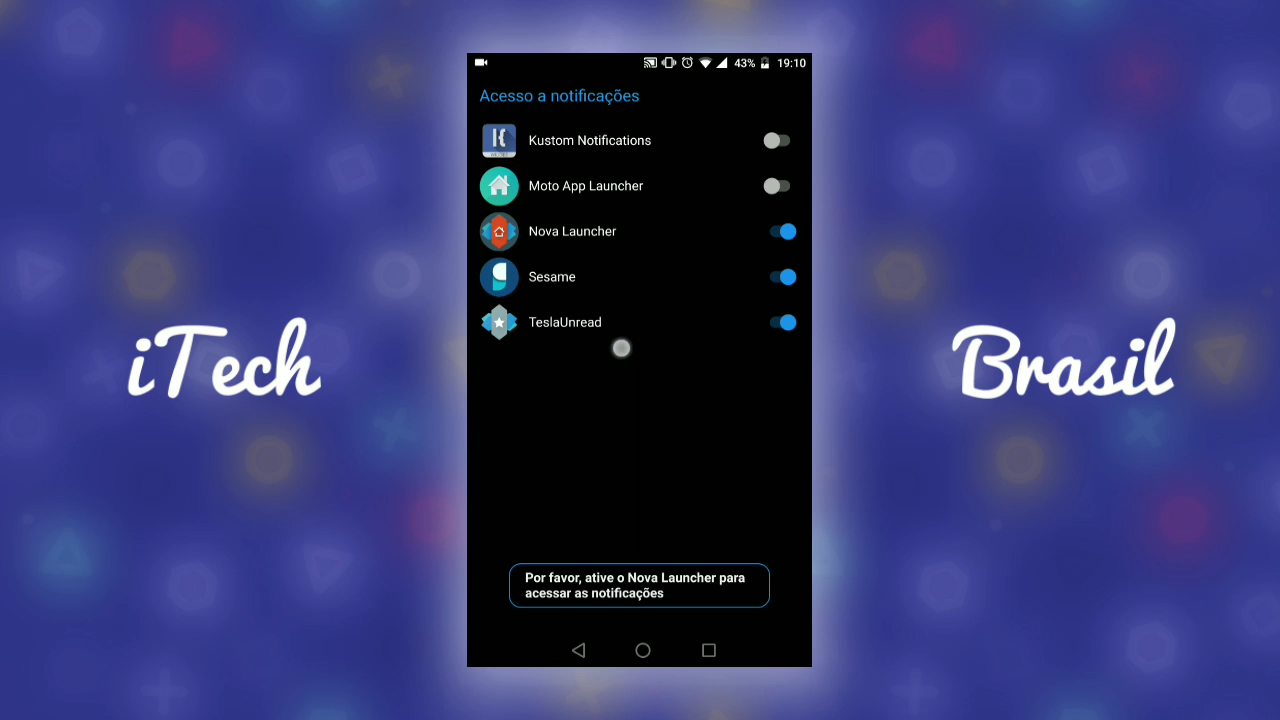 43% 19:10
Acesso a notificações
Kustom Notifications
Moto App Launcher
Nova Launcher
Sesame
TeslaUnread
iTech
Brasil
Por favor, ative o Nova Launcher para
acessar as notificações